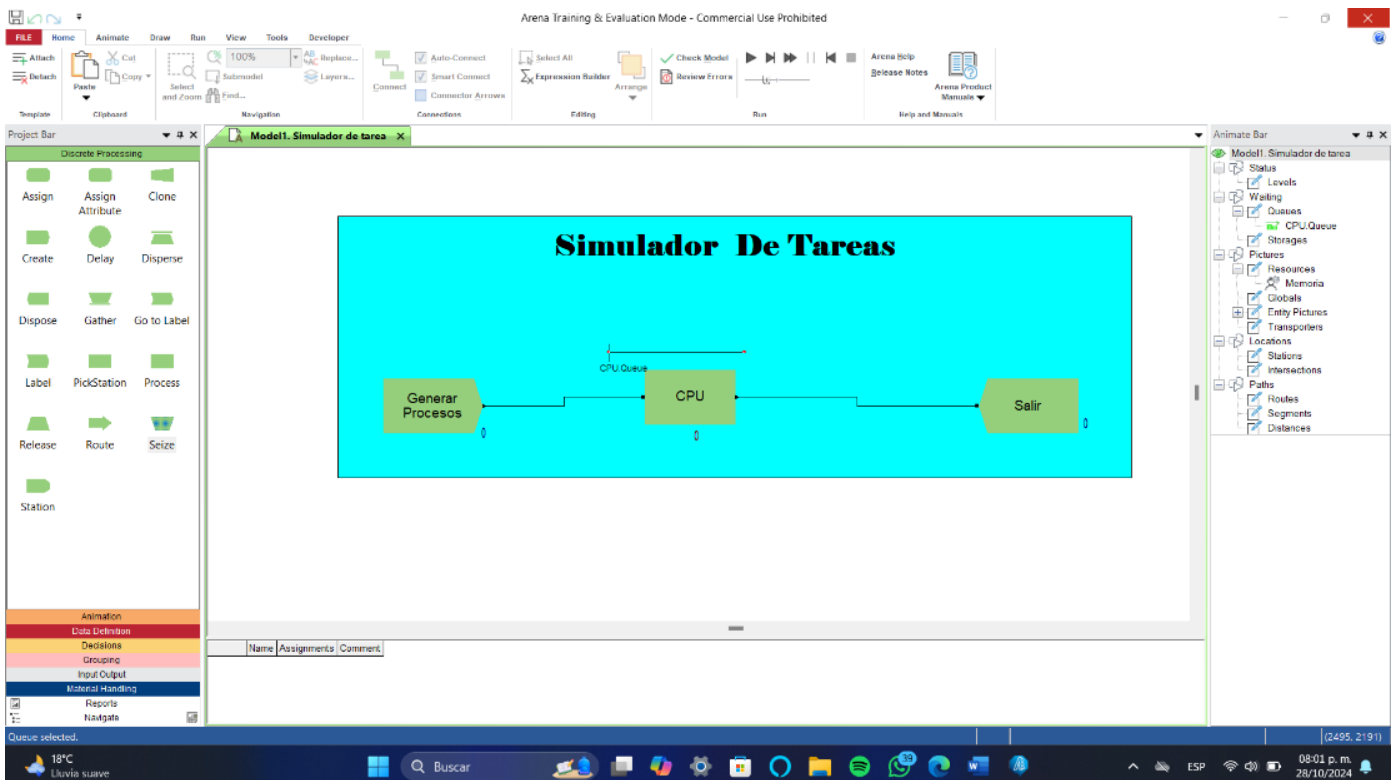 Arena Training & Evaluation Mode - Commercial Use Prohibited
FILE Home Animate Draw Run View Tools Developer
Attach
Detach
Template
Paste
Cut
Copy
Clipboard
Select and Zoom
100%
Submodel
Find...
Replace...
Layers...
Navigation
Connect
Auto-Connect
Smart Connect
Connector Arrows
Connections
Select All
Expression Builder
Arrange
Editing
Check Model
Review Errors
Run
Arena Help
Release Notes
Arena Product
Manuals
Help and Manuals
Project Bar
Discrete Processing
Assign
Assign Attribute
Clone
Create
Delay
Disperse
Dispose
Gather
Go to Label
Label
PickStation
Process
Release
Route
Seize
Station
Animation
Data Definition
Decisions
Grouping
Input Output
Material Handling
Reports
Navigate
Model1. Simulador de tarea
Simulador De Tareas
CPU.Queue
Generar
Procesos
0
CPU
0
Salir
0
Name Assignments Comment
Animate Bar
Model1. Simulador de tarea
Status
Levels
Waiting
Queues
CPU.Queue
Storages
Pictures
Resources
Memoria
Globals
Entity Pictures
Transporters
Locations
Stations
Intersections
Paths
Routes
Segments
Distances
Queue selected.
(2495, 2191)
18°C
Lluvia suave
Buscar
39
ESP
08:01 p. m.
28/10/2024